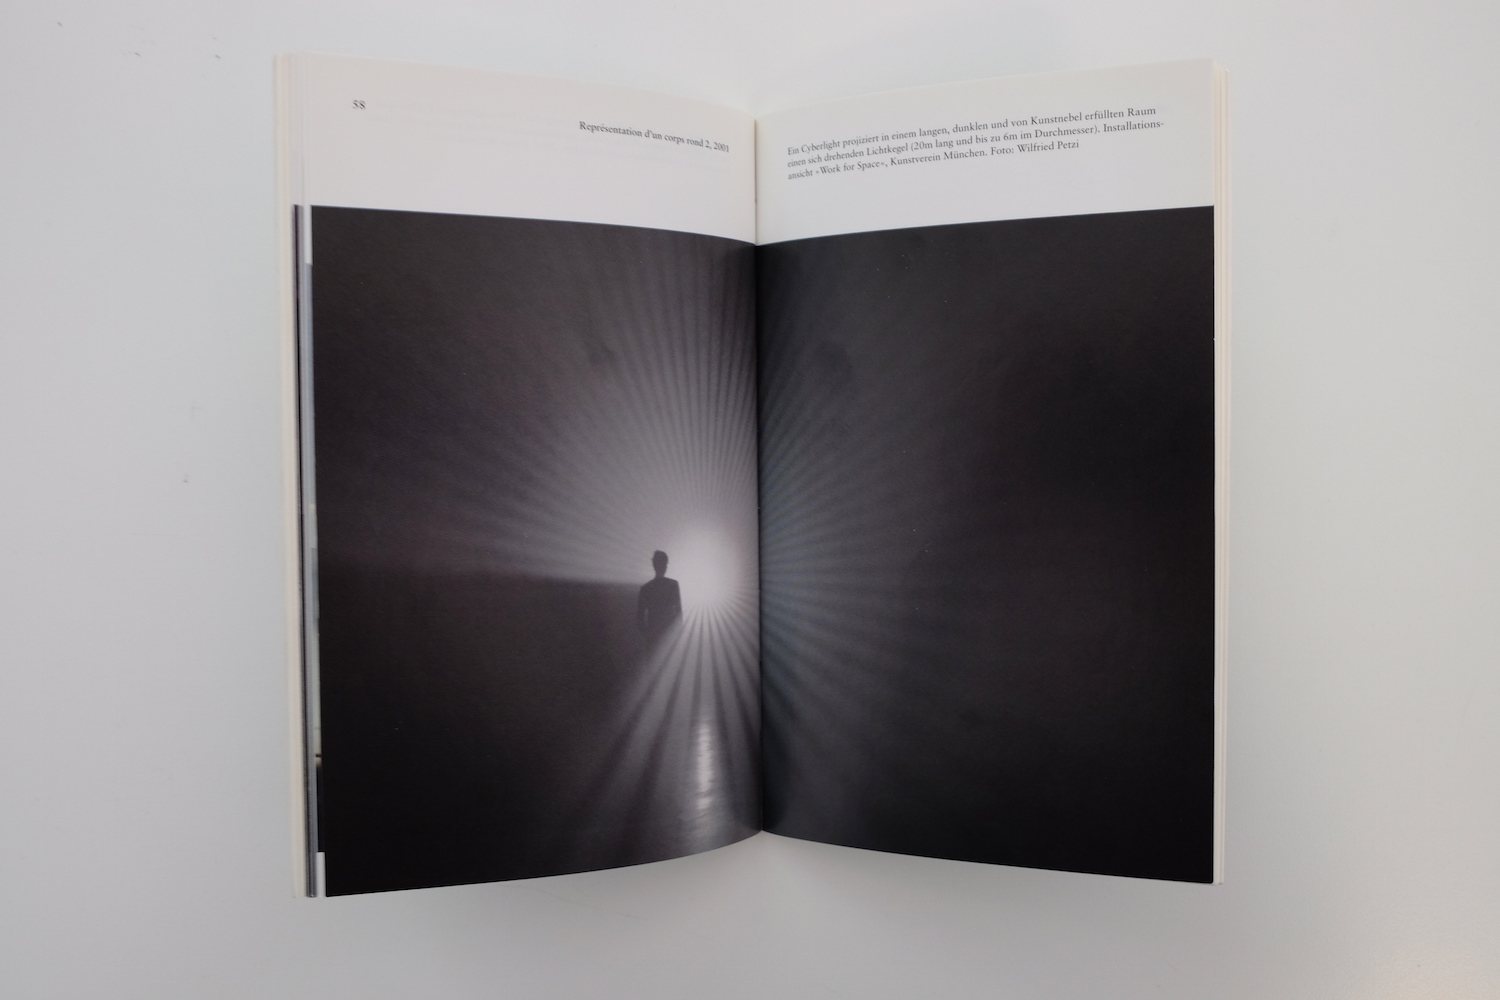 58
Représentation d'un corps rond 2, 2001
Ein Cyberlight projiziert in einem langen, dunklen und von Kunstnebel erfüllten Raum
einen sich drehenden Lichtkegel (20m lang und bis zu 6m im Durchmesser). Installations-
ansicht »Work for Space«, Kunstverein München. Foto: Wilfried Petzi